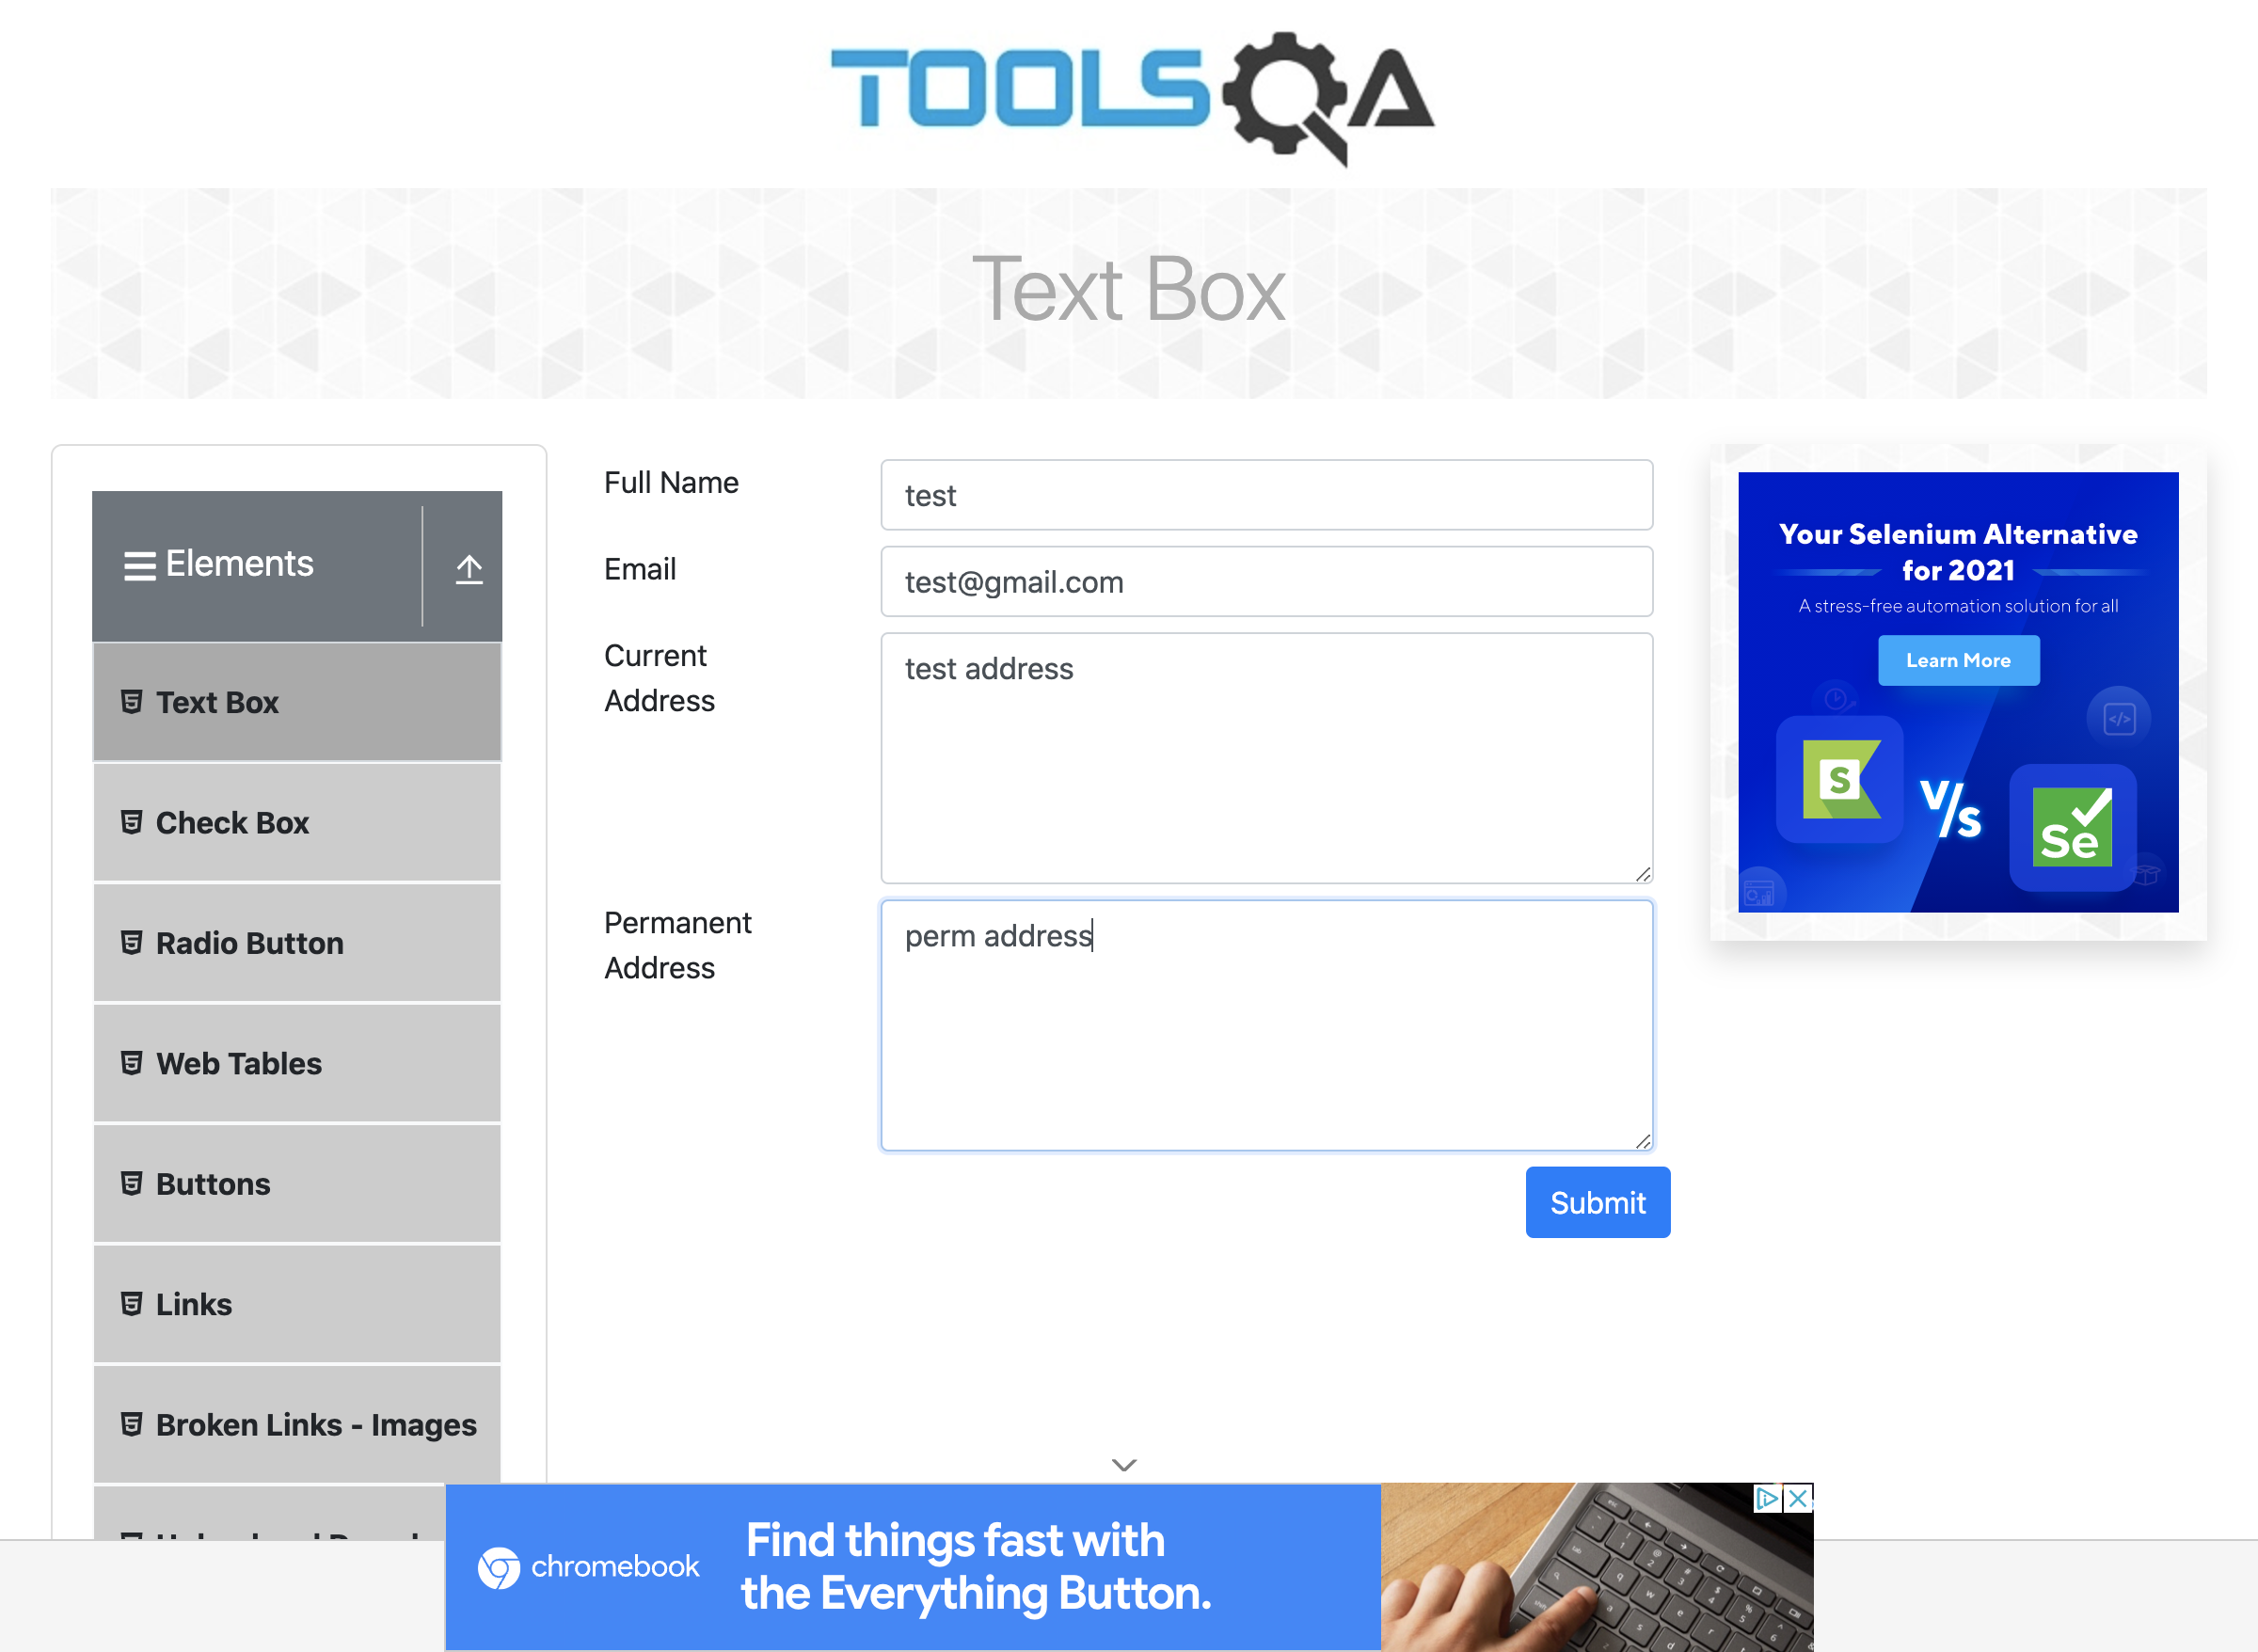 TOOLSQA
Text Box
Elements
Text Box
Check Box
Radio Button
Web Tables
Buttons
Links
Broken Links - Images
Full Name
test
Email
test@gmail.com
Current
Address
test address
Permanent
Address
perm address
Submit
Your Selenium Alternative
for 2021
A stress-free automation solution for all
Learn More
S
V/s
Se
chromebook
Find things fast with
the Everything Button.